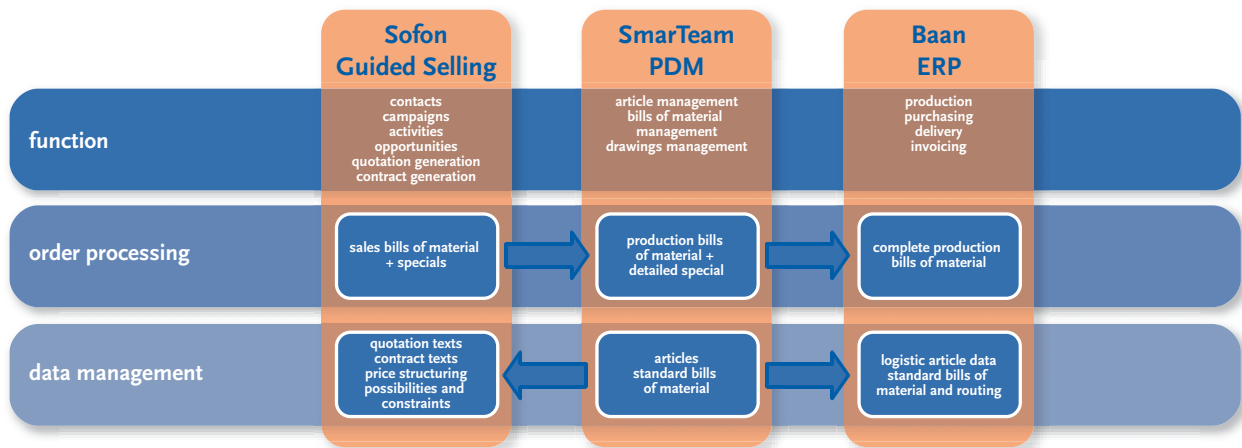 Sofon
Guided Selling
SmarTeam
PDM
Baan
ERP
function
contacts
campaigns
activities
opportunities
quotation generation
contract generation
article management
bills of material
management
drawings management
production
purchasing
delivery
invoicing
order processing
sales bills of material
+ specials
production bills
of material +
detailed special
complete production
bills of material
data management
quotation texts
contract texts
price structuring
possibilities and
constraints
articles
standard bills
of material
logistic article data
standard bills of
material and routing